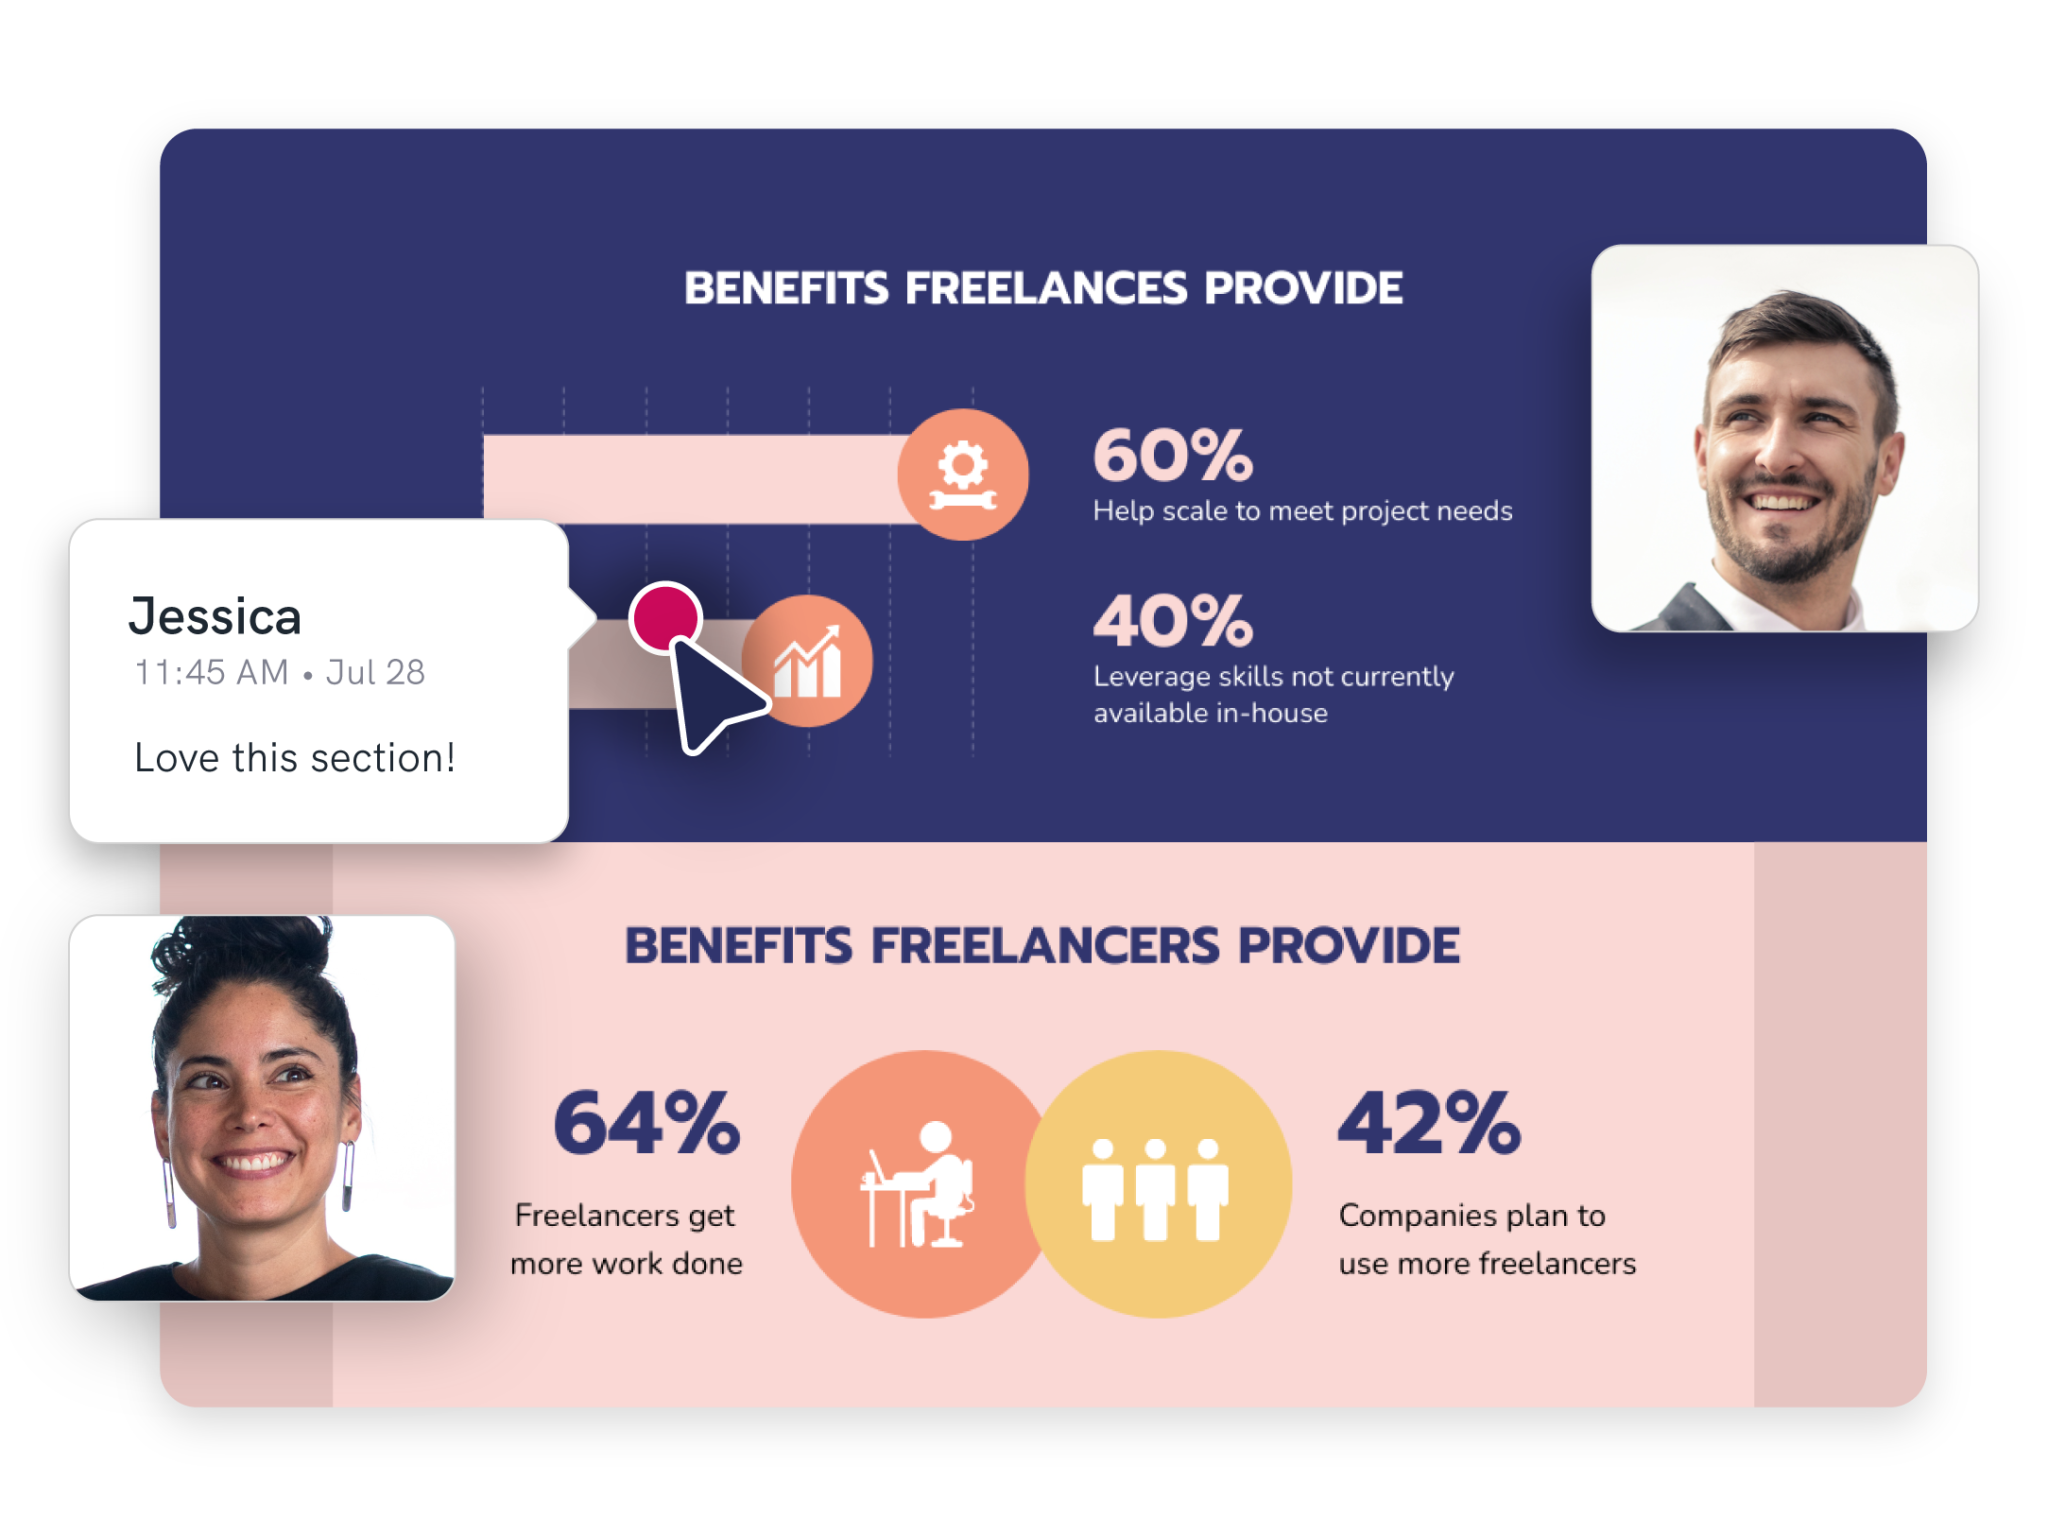 BENEFITS FREELANCES PROVIDE
60%
Help scale to meet project needs
40%
Leverage skills not currently
available in-house
Jessica
11:45 AM • Jul 28
Love this section!
BENEFITS FREELANCERS PROVIDE
64%
Freelancers get
more work done
42%
Companies plan to
use more freelancers